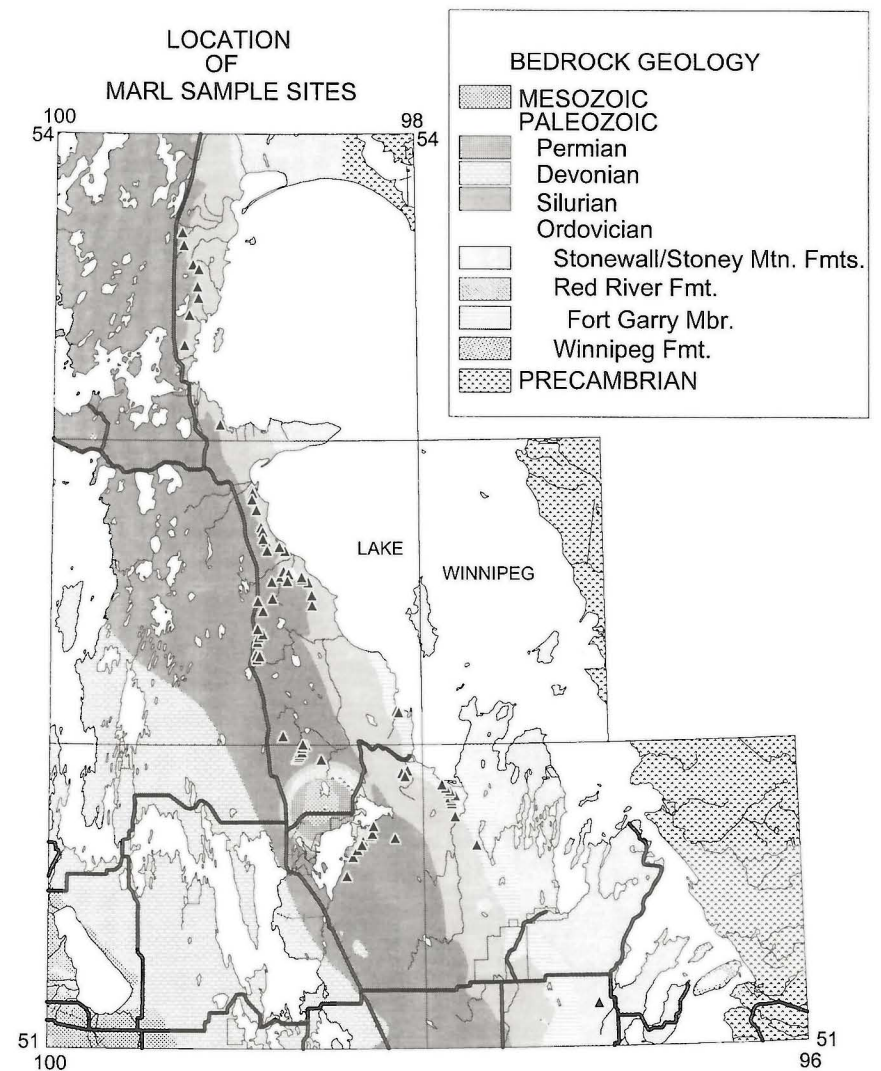 LOCATION
OF
MARL SAMPLE SITES
100
98
54
54
BEDROCK GEOLOGY
MESOZOIC
PALEOZOIC
Permian
Devonian
Silurian
Ordovician
Stonewall/Stoney Mtn. Fmts.
Red River Fmt.
Fort Garry Mbr.
Winnipeg Fmt.
PRECAMBRIAN
LAKE
WINNIPEG
51
51
100
96